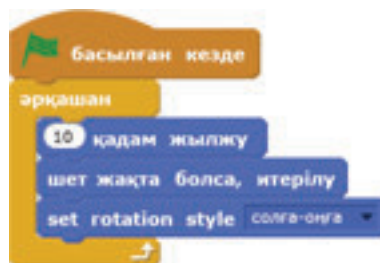 басылған кезде
әрқашан
10 қадам жылжу
шет жақта болса, итерілу
set rotation style солға-оңға